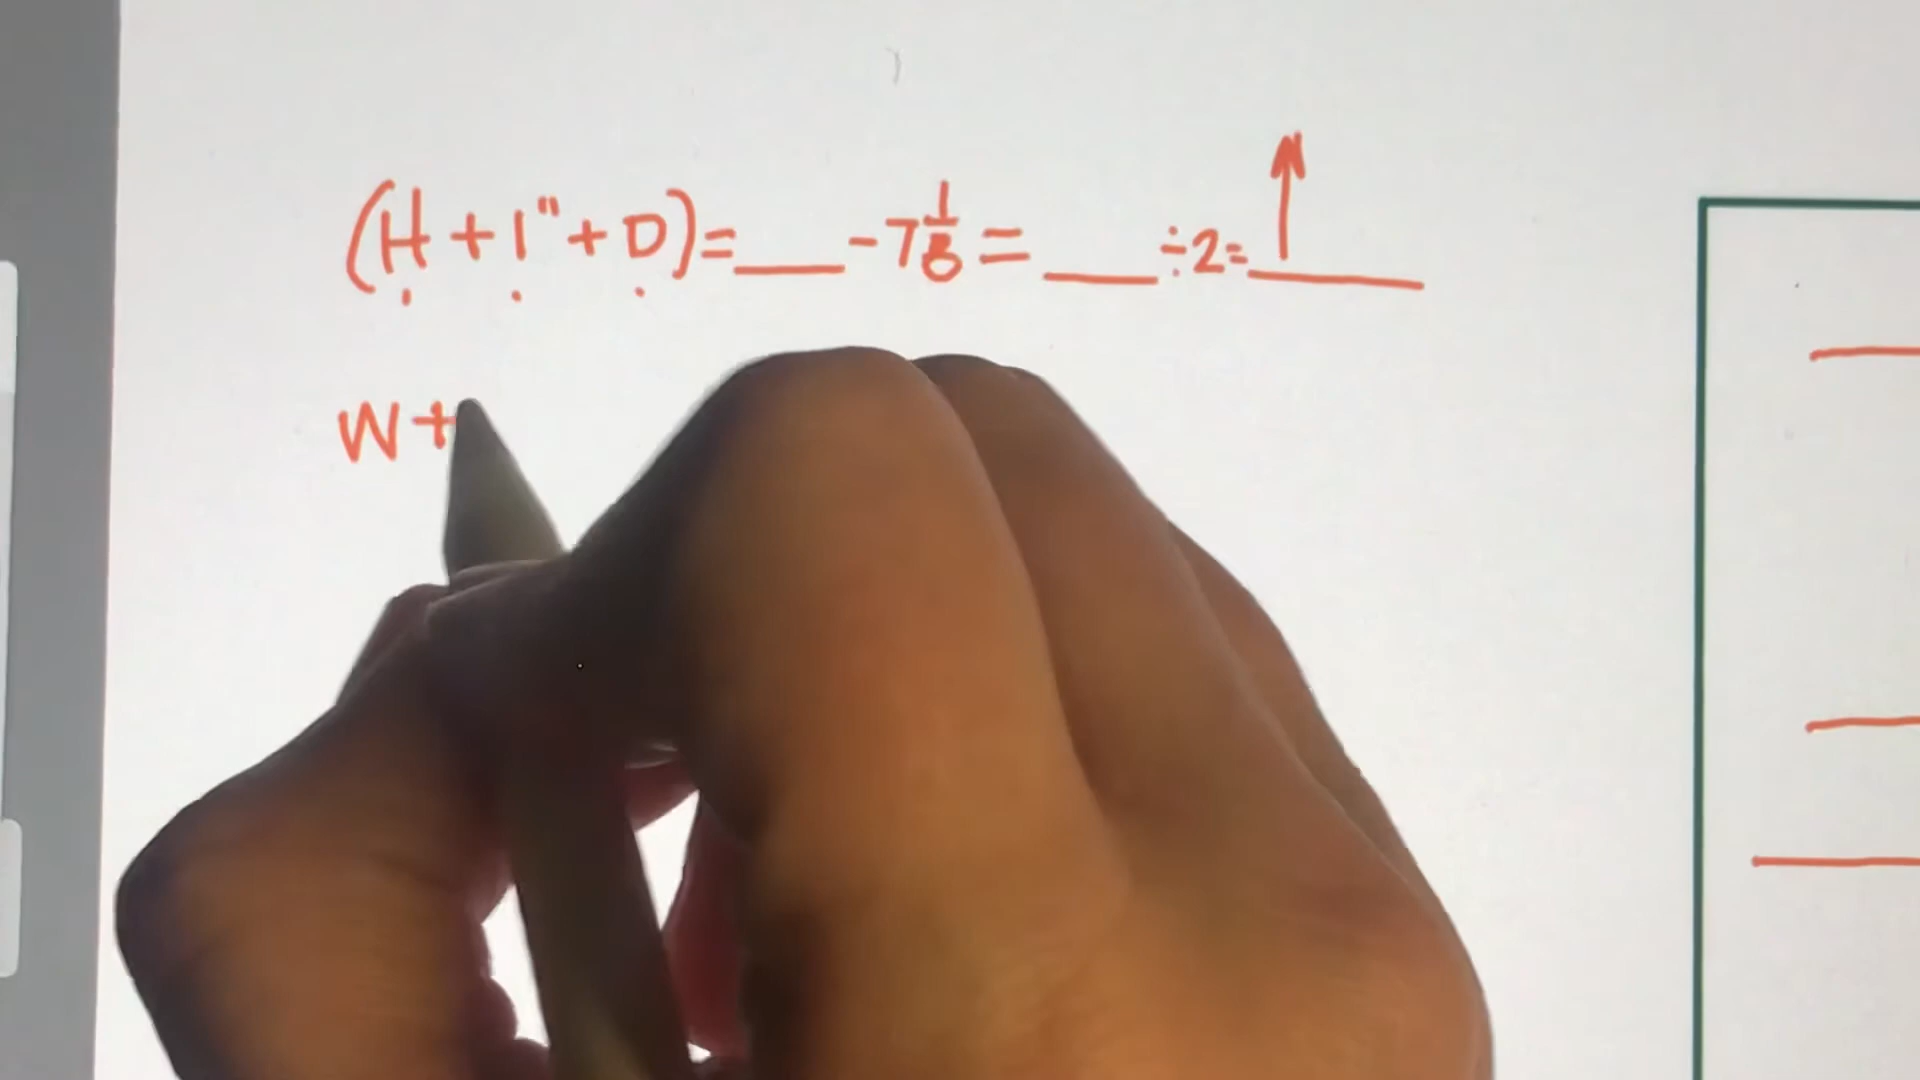 (H + 1" + D) = ___ - 7 1/8 = ___ ÷ 2 = ___
W +